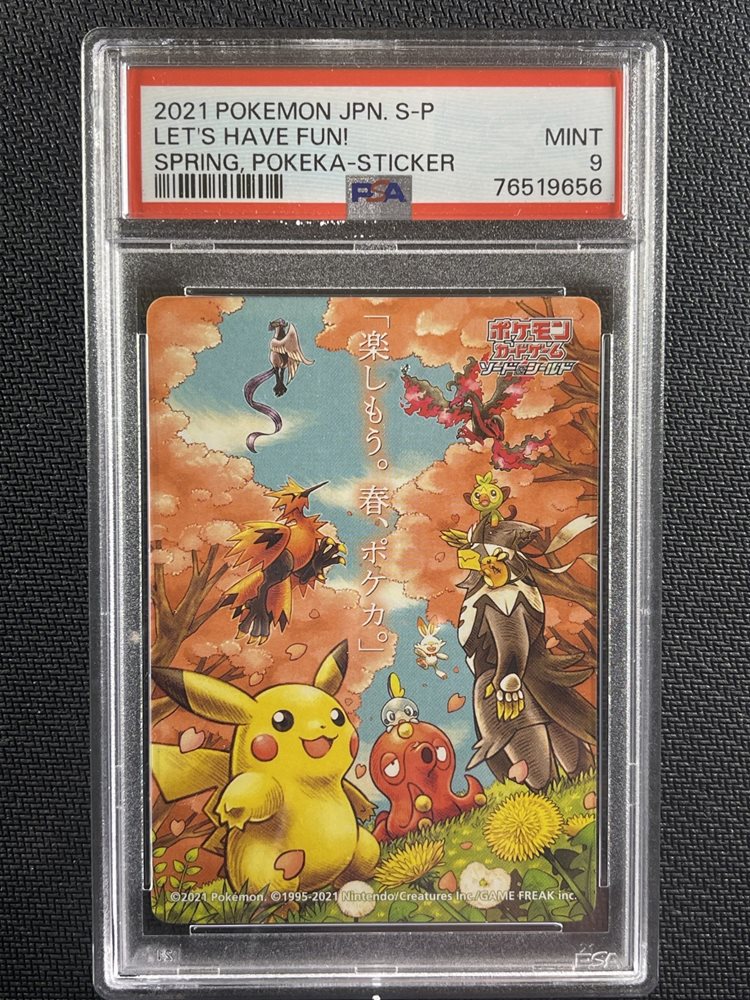 2021 POKEMON JPN. S-P
LET'S HAVE FUN! MINT
SPRING, POKEKA-STICKER 9
76519656
PSA
「楽しもう。春、ポケカ。」
ポケモン
カードゲーム
ソード&シールド
©2021 Pokémon. ©1995-2021 Nintendo/Creatures Inc./GAME FREAK inc.
PSA